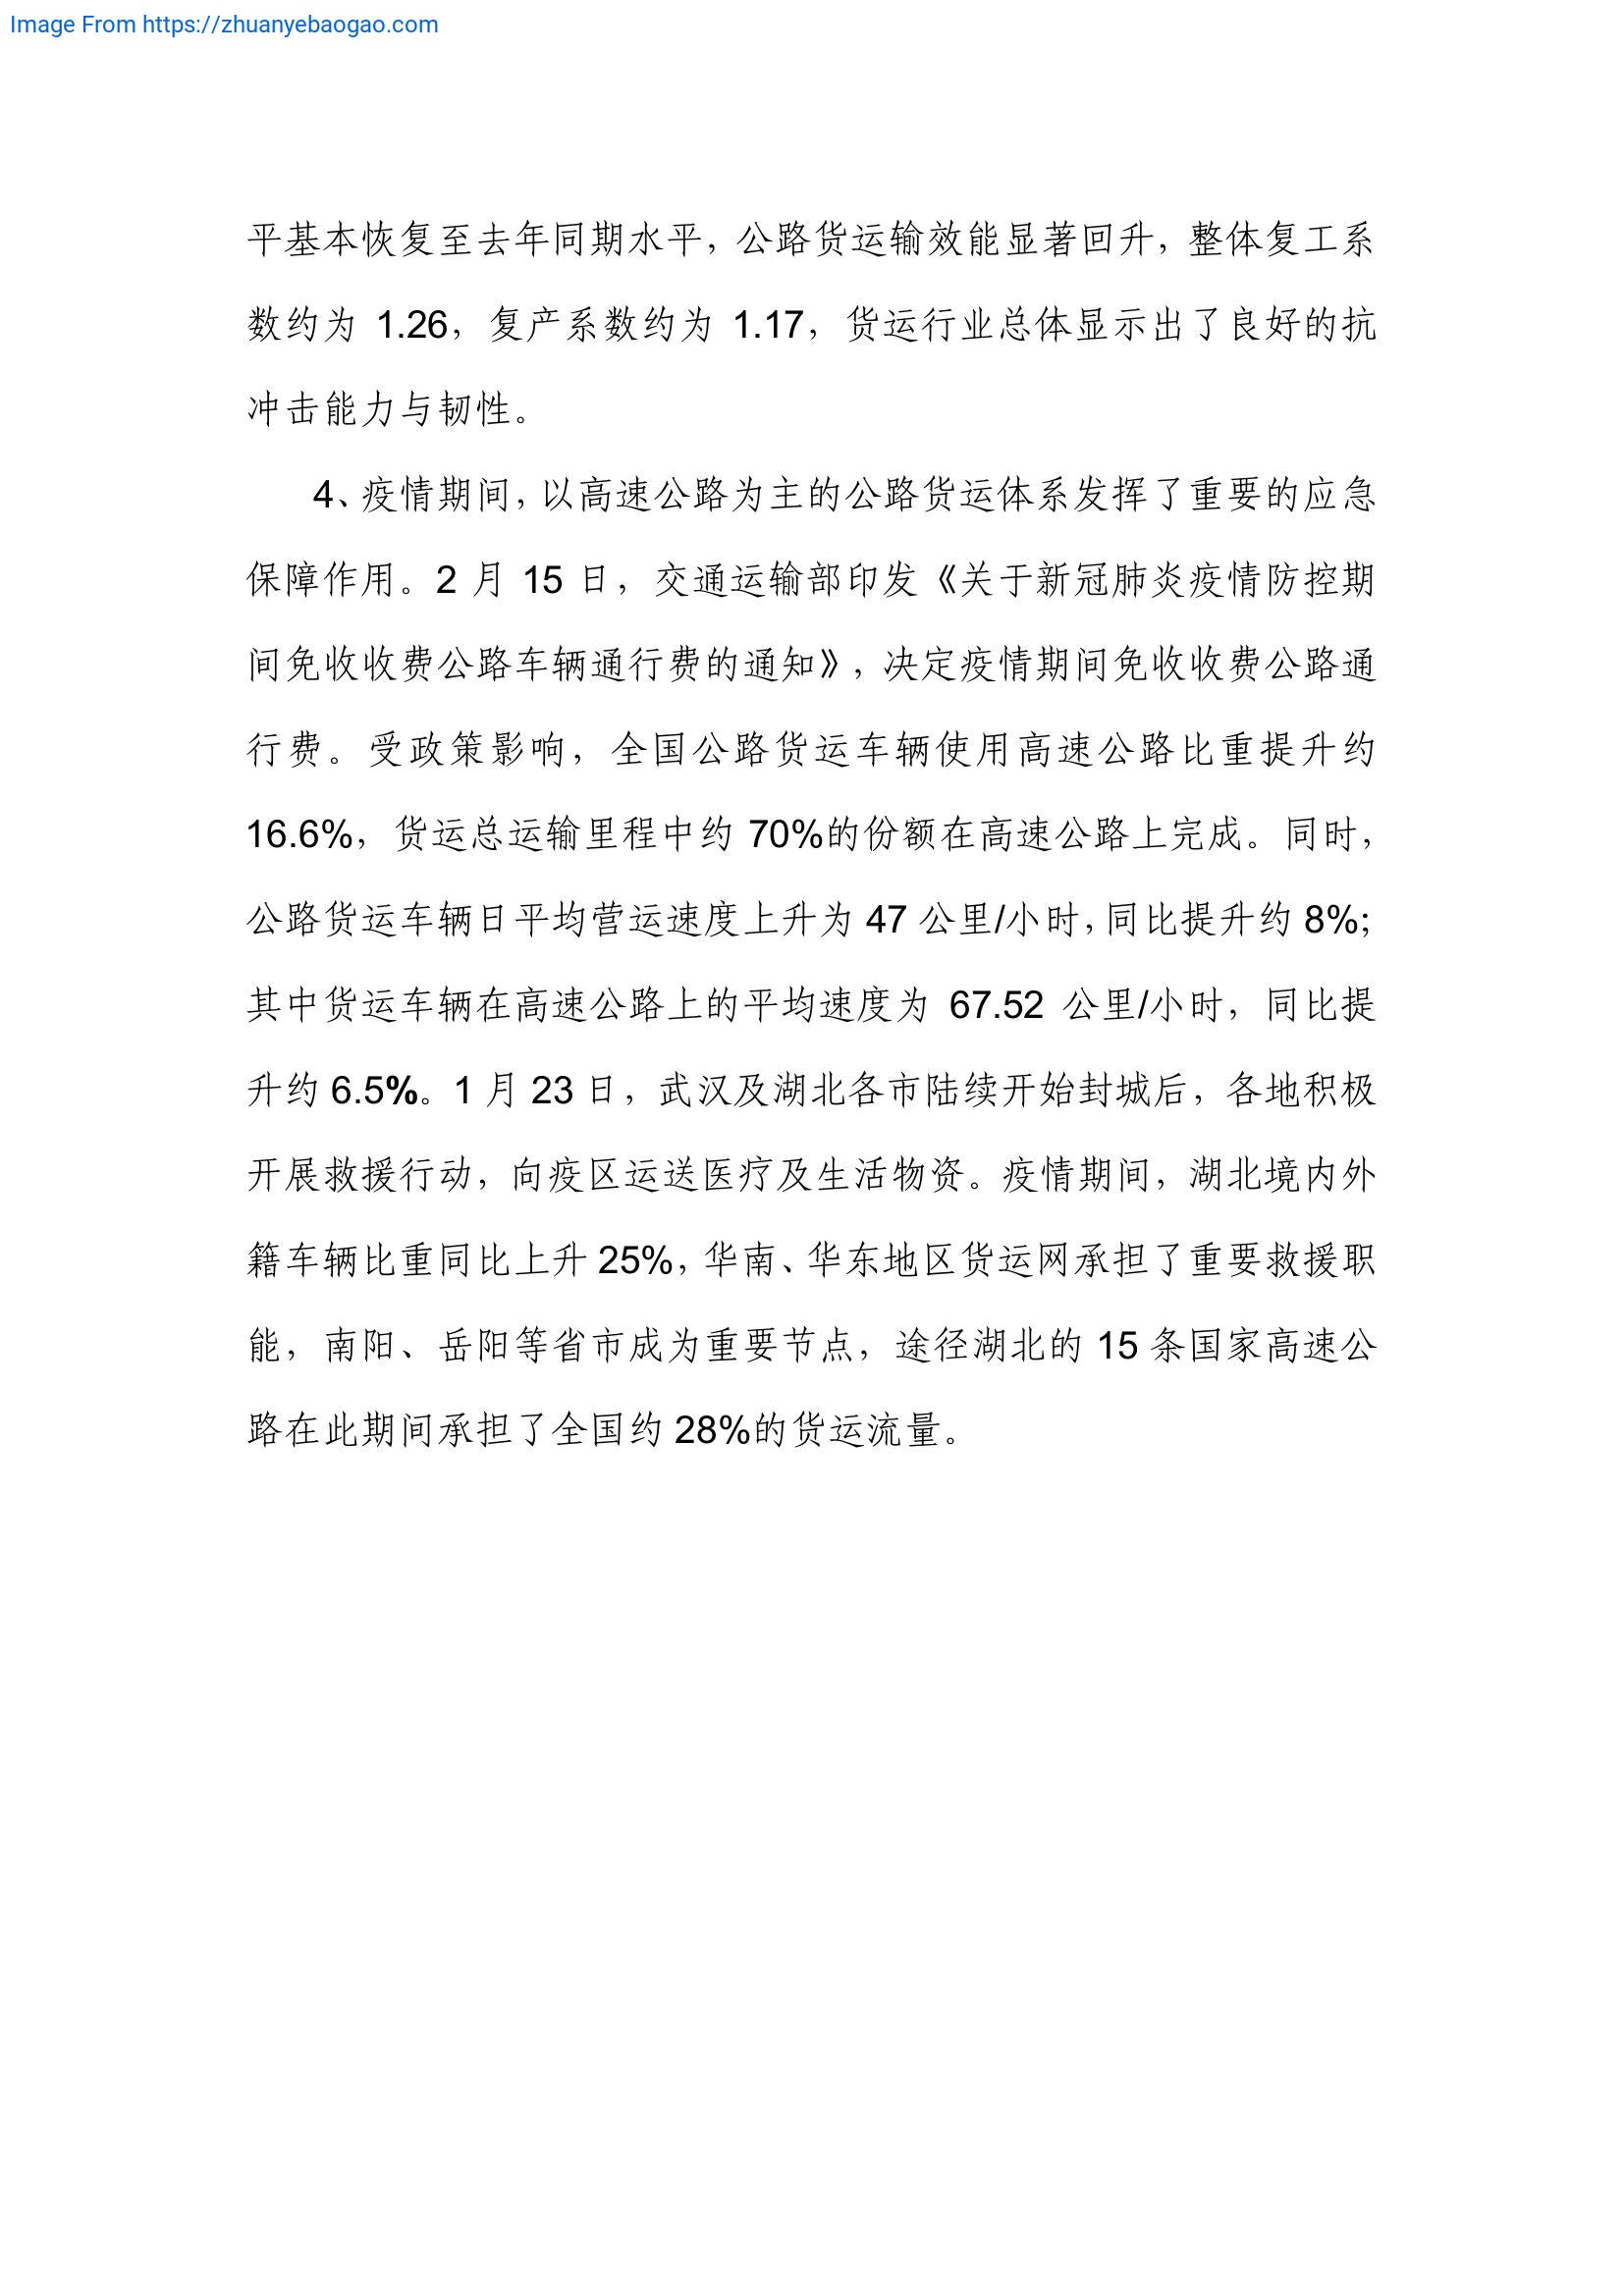 Image From https://zhuanyebaogao.com
平基本恢复至去年同期水平，公路货运输效能显著回升，整体复工系
数约为 1.26，复产系数约为 1.17，货运行业总体显示出了良好的抗
冲击能力与韧性。
4、疫情期间，以高速公路为主的公路货运体系发挥了重要的应急
保障作用。2 月 15 日，交通运输部印发《关于新冠肺炎疫情防控期
间免收收费公路车辆通行费的通知》，决定疫情期间免收收费公路通
行费。受政策影响，全国公路货运车辆使用高速公路比重提升约
16.6%，货运总运输里程中约 70%的份额在高速公路上完成。同时，
公路货运车辆日平均营运速度上升为 47 公里/小时，同比提升约 8%；
其中货运车辆在高速公路上的平均速度为 67.52 公里/小时，同比提
升约 6.5%。1 月 23 日，武汉及湖北各市陆续开始封城后，各地积极
开展救援行动，向疫区运送医疗及生活物资。疫情期间，湖北境内外
籍车辆比重同比上升 25%，华南、华东地区货运网承担了重要救援职
能，南阳、岳阳等省市成为重要节点，途径湖北的 15 条国家高速公
路在此期间承担了全国约 28%的货运流量。